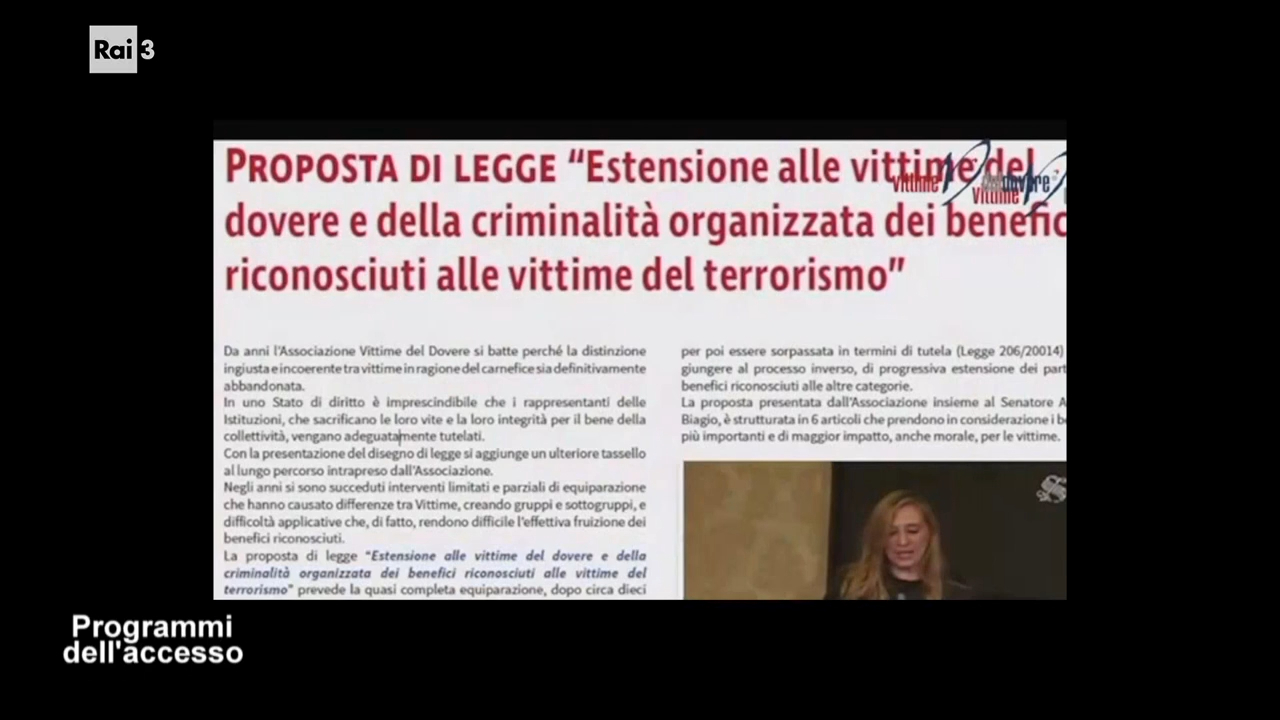 Rai 3
PROPOSTA DI LEGGE “Estensione alle vittime del
dovere e della criminalità organizzata dei benefic
riconosciuti alle vittime del terrorismo”
vittime
dovere
Vittime
Da anni l'Associazione Vittime del Dovere si batte perché la distinzione
ingiusta e incoerente tra vittime in ragione del carnefice sia definitivamente
abbandonata.
In uno Stato di diritto è imprescindibile che i rappresentanti delle
Istituzioni, che sacrificano le loro vite e la loro integrità per il bene della
collettività, vengano adeguatamente tutelati.
Con la presentazione del disegno di legge si aggiunge un ulteriore tassello
al lungo percorso intrapreso dall'Associazione.
Negli anni si sono succeduti interventi limitati e parziali di equiparazione
che hanno causato differenze tra Vittime, creando gruppi e sottogruppi, e
difficoltà applicative che, di fatto, rendono difficile l'effettiva fruizione dei
benefici riconosciuti.
La proposta di legge “Estensione alle vittime del dovere e della
criminalità organizzata dei benefici riconosciuti alle vittime del
terrorismo” prevede la quasi completa equiparazione, dopo circa dieci
per poi essere sorpassata in termini di tutela (Legge 206/20014)
giungere al processo inverso, di progressiva estensione dei part
benefici riconosciuti alle altre categorie.
La proposta presentata dall'Associazione insieme al Senatore A
Biagio, è strutturata in 6 articoli che prendono in considerazione i b
più importanti e di maggior impatto, anche morale, per le vittime.
Programmi
dell'accesso